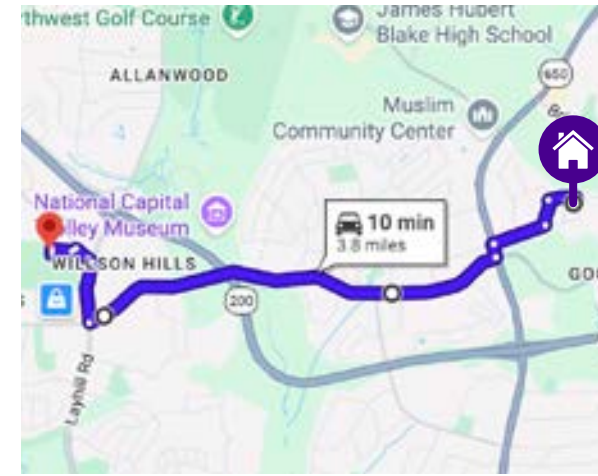 thwest Golf Course
James Hubert
Blake High School
ALLANWOOD
650
Muslim
Community Center
National Capital
lley Museum
10 min
3.8 miles
WILLSON HILLS
GO
S
200
Layhill Rd